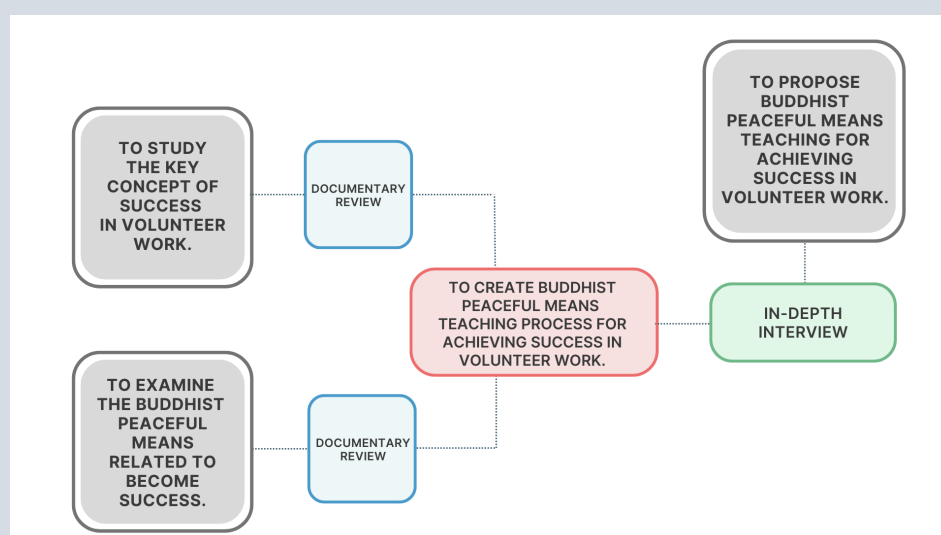 TO STUDY
THE KEY
CONCEPT OF
SUCCESS
IN VOLUNTEER
WORK.
DOCUMENTARY
REVIEW
TO EXAMINE
THE BUDDHIST
PEACEFUL
MEANS
RELATED TO
BECOME
SUCCESS.
DOCUMENTARY
REVIEW
TO CREATE BUDDHIST
PEACEFUL MEANS
TEACHING PROCESS FOR
ACHIEVING SUCCESS IN
VOLUNTEER WORK.
IN-DEPTH
INTERVIEW
TO PROPOSE
BUDDHIST
PEACEFUL MEANS
TEACHING FOR
ACHIEVING
SUCCESS IN
VOLUNTEER WORK.